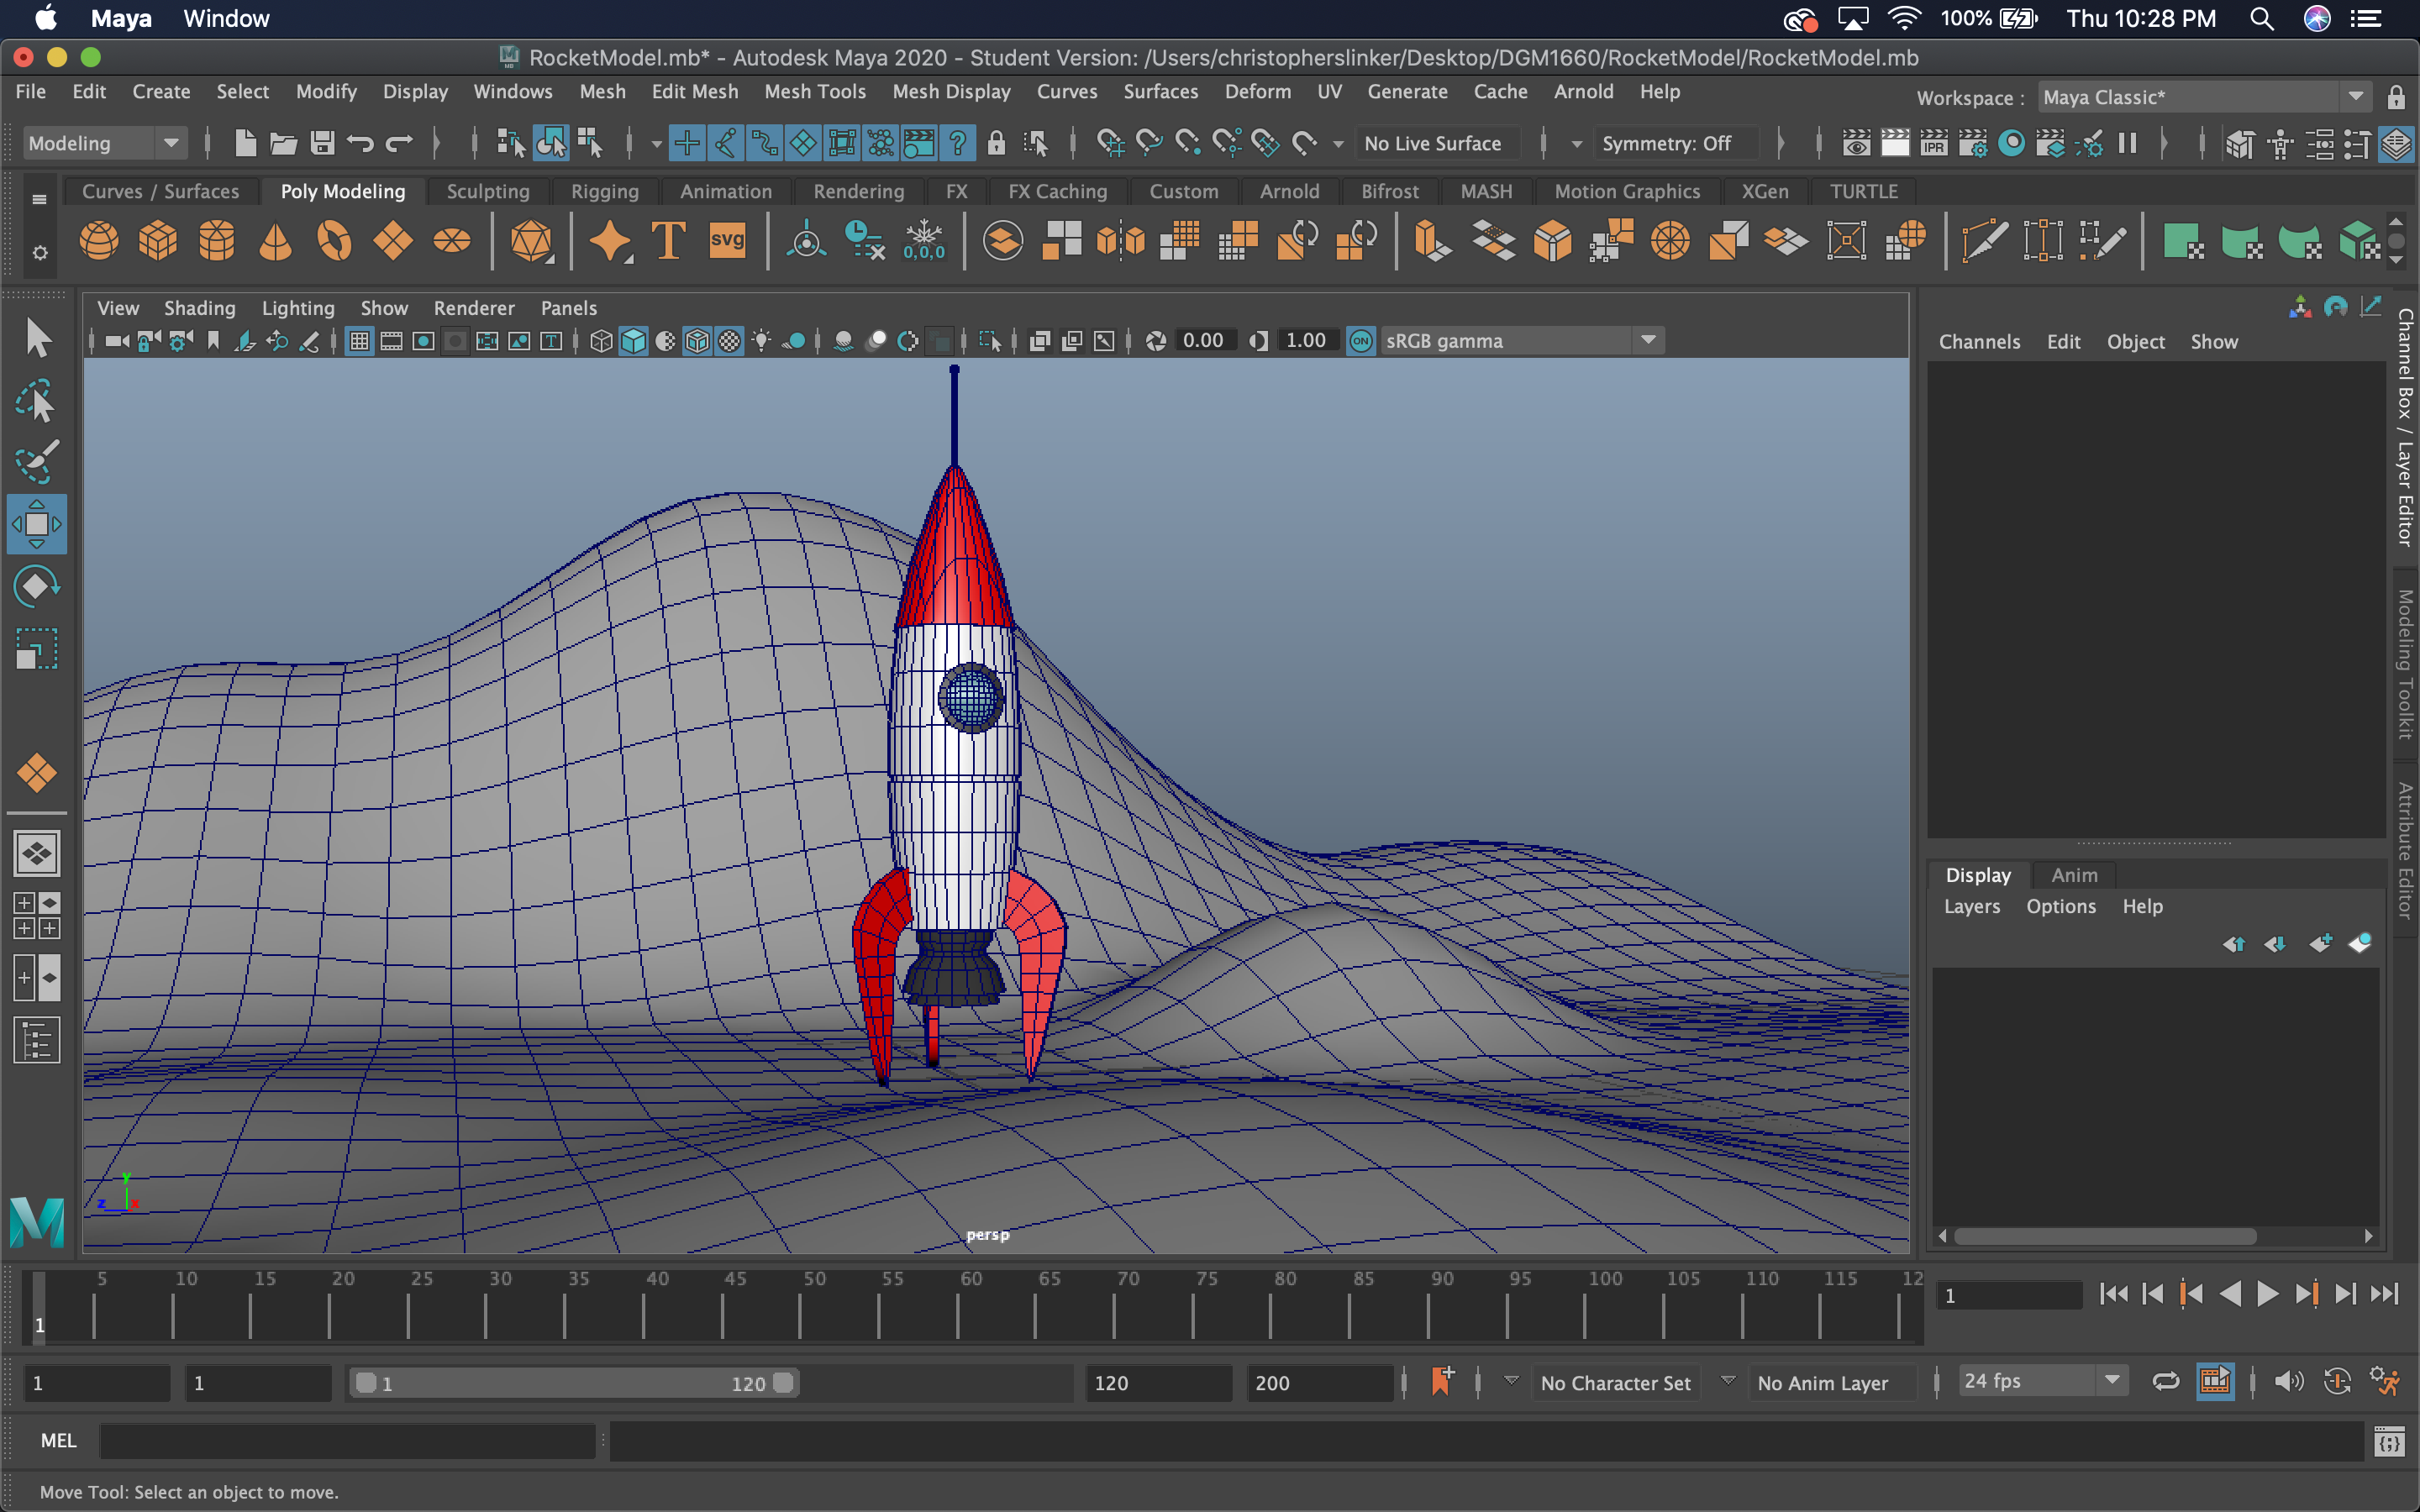 Maya Window 100% Thu 10:28 PM
RocketModel.mb* - Autodesk Maya 2020 - Student Version: /Users/christopherslinker/Desktop/DGM1660/RocketModel/RocketModel.mb
File Edit Create Select Modify Display Windows Mesh Edit Mesh Mesh Tools Mesh Display Curves Surfaces Deform UV Generate Cache Arnold Help Workspace : Maya Classic*
Modeling No Live Surface Symmetry: Off IPR
Curves / Surfaces Poly Modeling Sculpting Rigging Animation Rendering FX FX Caching Custom Arnold Bifrost MASH Motion Graphics XGen TURTLE
T svg 0,0,0
View Shading Lighting Show Renderer Panels
0.00 1.00 ON sRGB gamma
Channels Edit Object Show
Channel Box / Layer Editor
Modeling Toolkit
Attribute Editor
Display Anim
Layers Options Help
y
z x
persp
M
5 10 15 20 25 30 35 40 45 50 55 60 65 70 75 80 85 90 95 100 105 110 115 12
1 1
1 1 1 120 120 200 No Character Set No Anim Layer 24 fps
MEL
Move Tool: Select an object to move.